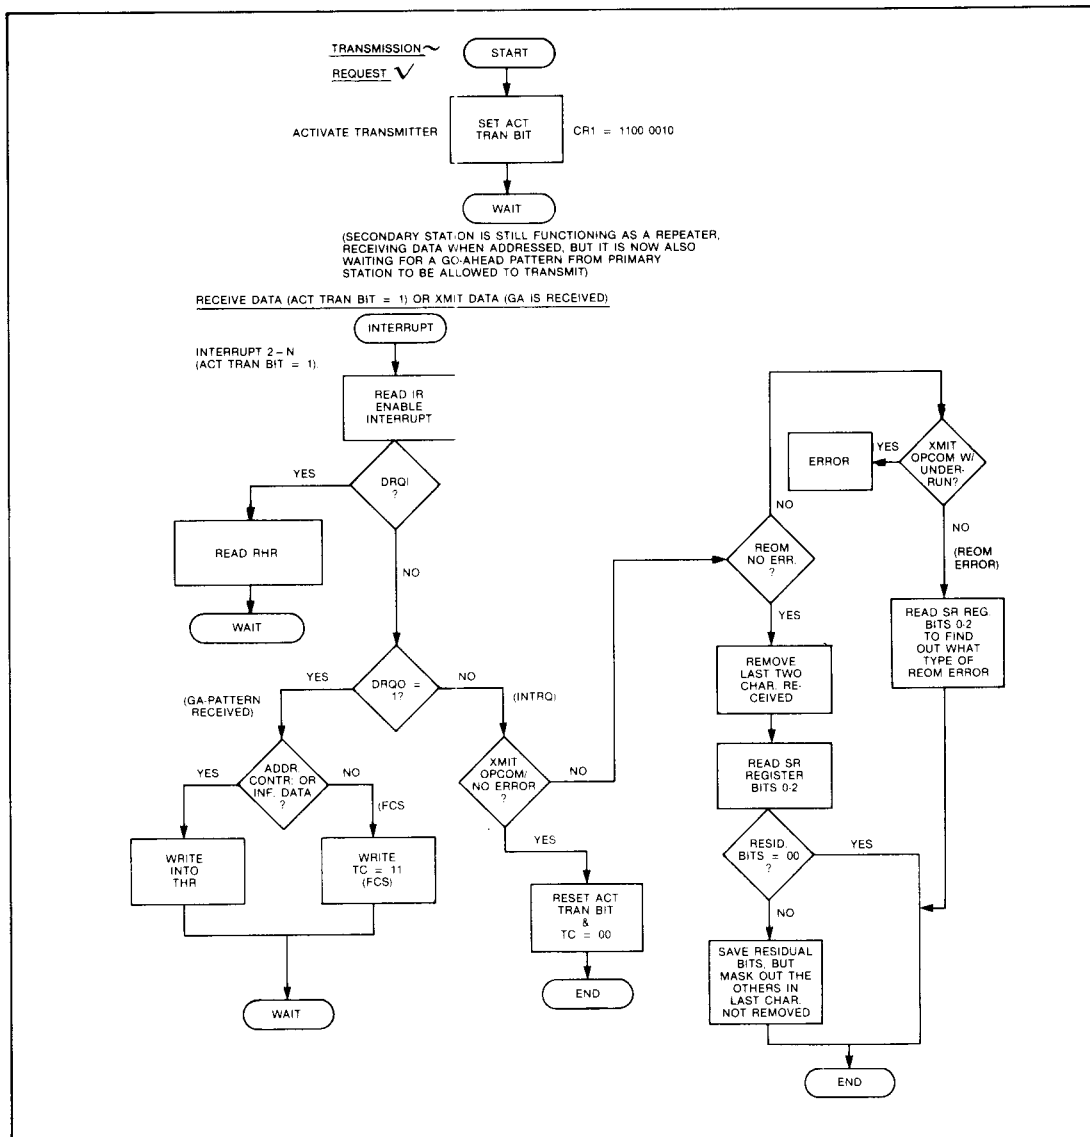 TRANSMISSION~
REQUEST √
START
ACTIVATE TRANSMITTER
SET ACT
TRAN BIT
CR1 = 1100 0010
WAIT
(SECONDARY STATION IS STILL FUNCTIONING AS A REPEATER,
RECEIVING DATA WHEN ADDRESSED, BUT IT IS NOW ALSO
WAITING FOR A GO-AHEAD PATTERN FROM PRIMARY
STATION TO BE ALLOWED TO TRANSMIT)
RECEIVE DATA (ACT TRAN BIT = 1) OR XMIT DATA (GA IS RECEIVED)
INTERRUPT
INTERRUPT 2-N
(ACT TRAN BIT = 1).
READ IR
ENABLE
INTERRUPT
DRQI
?
YES
READ RHR
WAIT
NO
DRQO =
1?
YES
(GA-PATTERN
RECEIVED)
NO
(INTRQ)
ADDR.
CONTR. OR
INF. DATA
?
YES
NO
(FCS
WRITE
INTO
THR
WRITE
TC = 11
(FCS)
WAIT
XMIT
OPCOM/
NO ERROR
?
NO
YES
RESET ACT
TRAN BIT
&
TC = 00
END
REOM
NO ERR.
?
NO
YES
XMIT
OPCOM W/
UNDER-
RUN?
YES
ERROR
NO
(REOM
ERROR)
READ SR REG.
BITS 0-2
TO FIND
OUT WHAT
TYPE OF
REOM ERROR
REMOVE
LAST TWO
CHAR. RE-
CEIVED
READ SR
REGISTER
BITS 0-2
RESID.
BITS = 00
?
YES
NO
SAVE RESIDUAL
BITS, BUT
MASK OUT THE
OTHERS IN
LAST CHAR.
NOT REMOVED
END